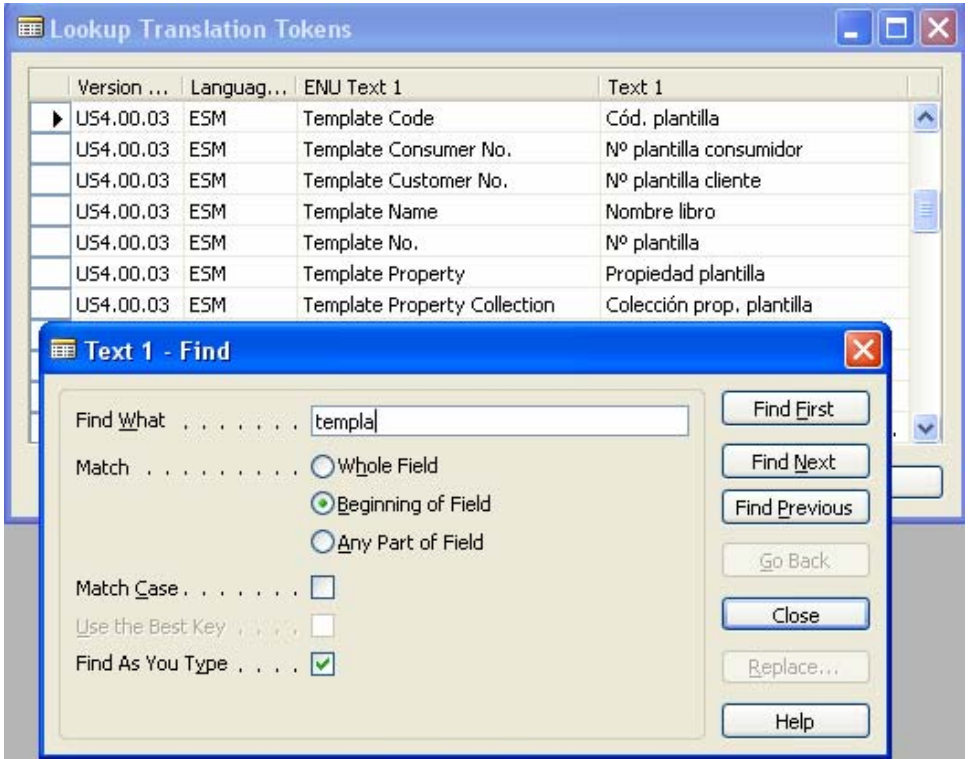 Lookup Translation Tokens
Version ... Languag... ENU Text 1 Text 1
US4.00.03 ESM Template Code Cód. plantilla
US4.00.03 ESM Template Consumer No. Nº plantilla consumidor
US4.00.03 ESM Template Customer No. Nº plantilla cliente
US4.00.03 ESM Template Name Nombre libro
US4.00.03 ESM Template No. Nº plantilla
US4.00.03 ESM Template Property Propiedad plantilla
US4.00.03 ESM Template Property Collection Colección prop. plantilla
Text 1 - Find
Find What . . . . . . . templa Find First
Match . . . . . . . . . Whole Field Find Next
Beginning of Field Find Previous
Any Part of Field Go Back
Match Case . . . . . . . Close
Use the Best Key . . . .
Find As You Type . . . . Replace...
Help